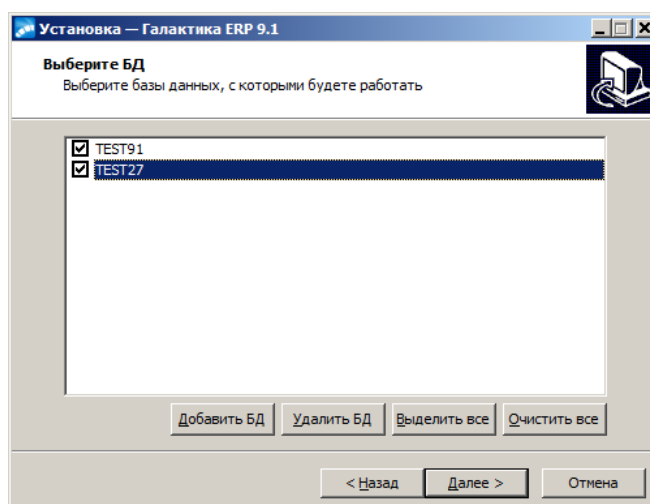 Установка — Галактика ERP 9.1
Выберите БД
Выберите базы данных, с которыми будете работать
TEST91
TEST27
Добавить БД Удалить БД Выделить все Очистить все
< Назад Далее > Отмена